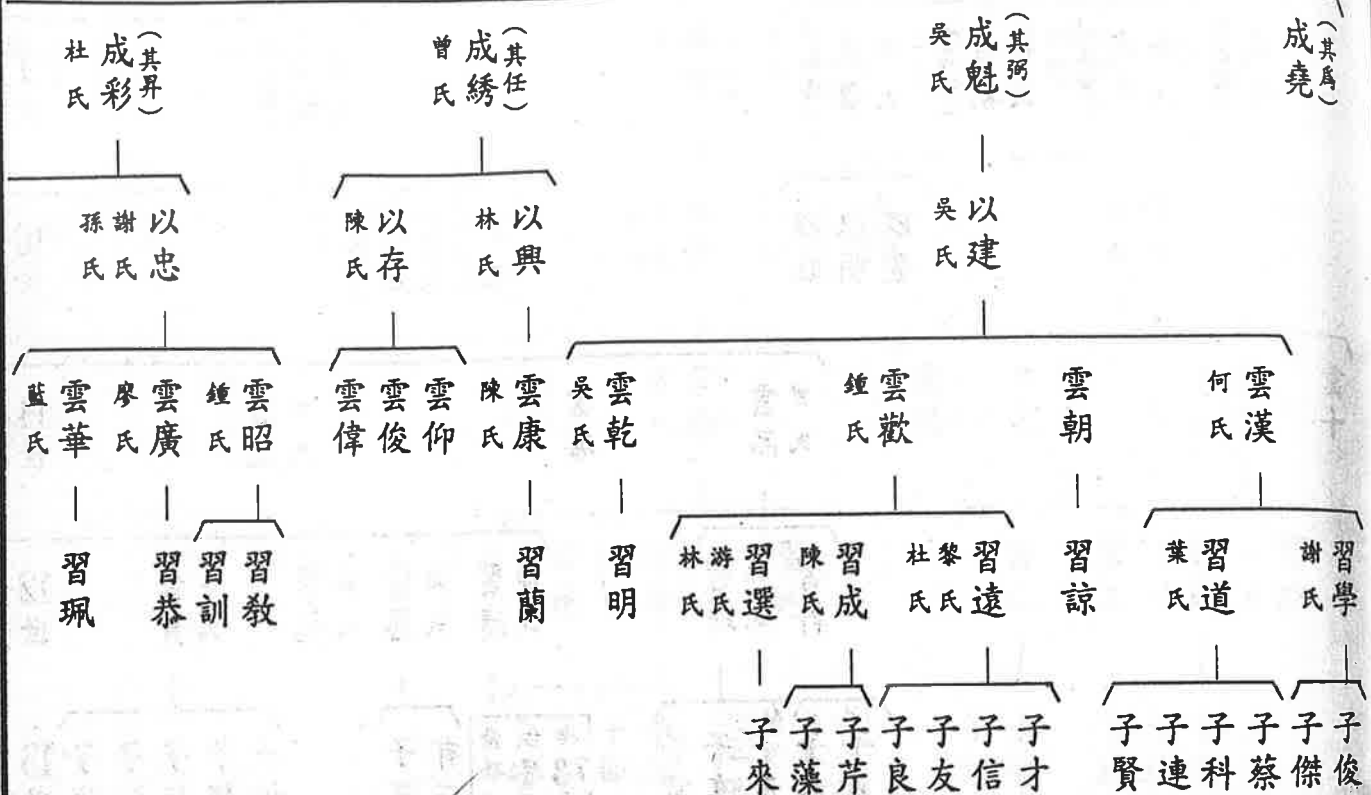 （其爲）
成堯
（其弼）
成魁
吳氏
（其任）
成綉
曾氏
（其昇）
成彩
杜氏
以建
吳氏
以興
林氏
以存
陳氏
以忠
謝氏
孫氏
雲漢
何氏
雲朝
雲歡
鍾氏
雲乾
吳氏
雲康
陳氏
雲仰
雲俊
雲偉
雲昭
鍾氏
雲廣
廖氏
雲華
藍氏
習學
謝氏
習道
葉氏
習諒
習遠
黎氏
杜氏
習成
陳氏
習選
游氏
林氏
習明
習蘭
習教
習訓
習恭
習珮
子俊
子傑
子蔡
子科
子連
子賢
子才
子信
子友
子良
子芹
子藻
子來